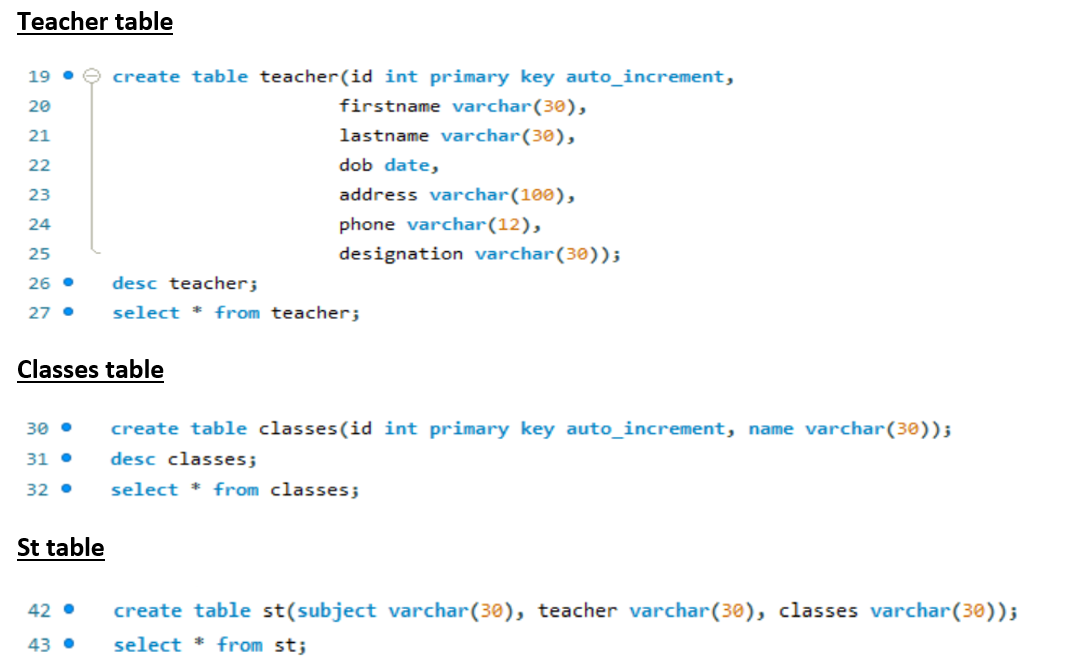 Teacher table
19 create table teacher(id int primary key auto_increment,
20 firstname varchar(30),
21 lastname varchar(30),
22 dob date,
23 address varchar(100),
24 phone varchar(12),
25 designation varchar(30));
26 desc teacher;
27 select * from teacher;
Classes table
30 create table classes(id int primary key auto_increment, name varchar(30));
31 desc classes;
32 select * from classes;
St table
42 create table st(subject varchar(30), teacher varchar(30), classes varchar(30));
43 select * from st;